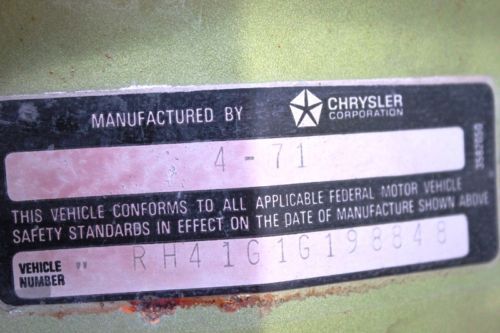 MANUFACTURED BY CHRYSLER CORPORATION
4-71
THIS VEHICLE CONFORMS TO ALL APPLICABLE FEDERAL MOTOR VEHICLE
SAFETY STANDARDS IN EFFECT ON THE DATE OF MANUFACTURE SHOWN ABOVE
VEHICLE NUMBER " RH41G1G198848